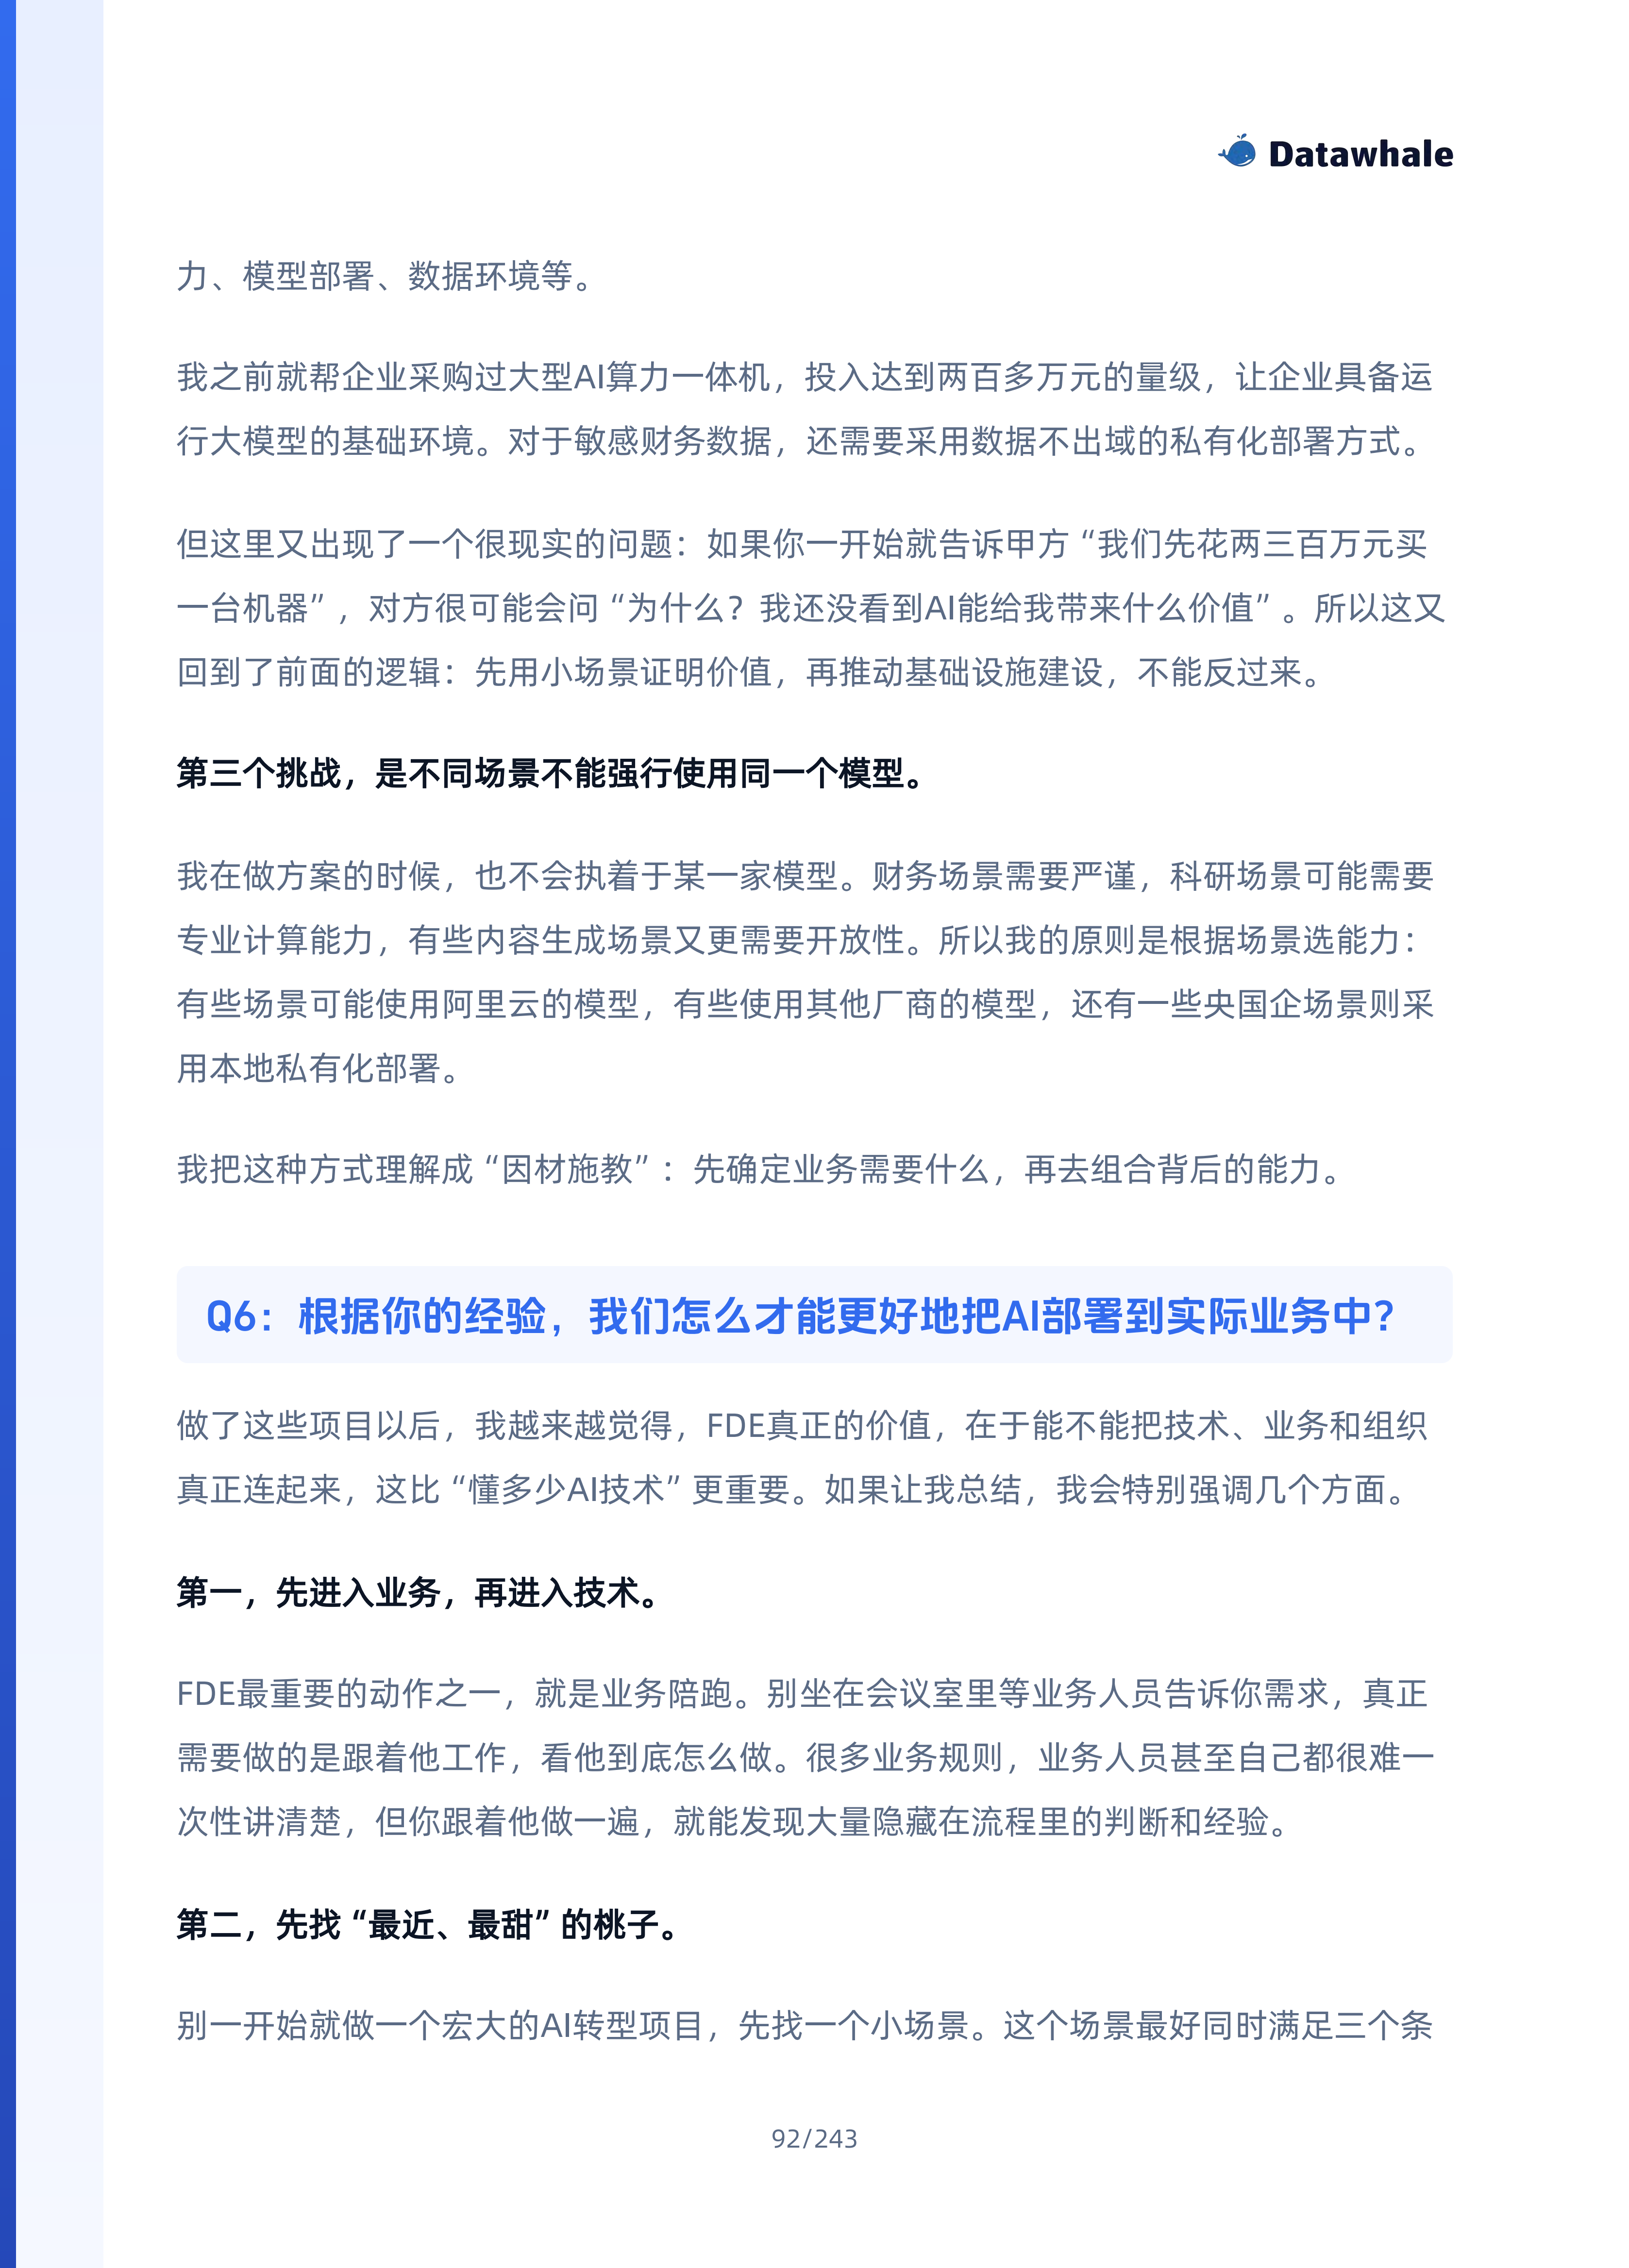 Datawhale
力、模型部署、数据环境等。
我之前就帮企业采购过大型AI算力一体机，投入达到两百多万元的量级，让企业具备运
行大模型的基础环境。对于敏感财务数据，还需要采用数据不出域的私有化部署方式。
但这里又出现了一个很现实的问题：如果你一开始就告诉甲方“我们先花两三百万元买
一台机器”，对方很可能会问“为什么？我还没看到AI能给我带来什么价值”。所以这又
回到了前面的逻辑：先用小场景证明价值，再推动基础设施建设，不能反过来。
第三个挑战，是不同场景不能强行使用同一个模型。
我在做方案的时候，也不会执着于某一家模型。财务场景需要严谨，科研场景可能需要
专业计算能力，有些内容生成场景又更需要开放性。所以我的原则是根据场景选能力：
有些场景可能使用阿里云的模型，有些使用其他厂商的模型，还有一些央国企场景则采
用本地私有化部署。
我把这种方式理解成“因材施教”：先确定业务需要什么，再去组合背后的能力。
Q6：根据你的经验，我们怎么才能更好地把AI部署到实际业务中？
做了这些项目以后，我越来越觉得，FDE真正的价值，在于能不能把技术、业务和组织
真正连起来，这比“懂多少AI技术”更重要。如果让我总结，我会特别强调几个方面。
第一，先进入业务，再进入技术。
FDE最重要的动作之一，就是业务陪跑。别坐在会议室里等业务人员告诉你需求，真正
需要做的是跟着他工作，看他到底怎么做。很多业务规则，业务人员甚至自己都很难一
次性讲清楚，但你跟着他做一遍，就能发现大量隐藏在流程里的判断和经验。
第二，先找“最近、最甜”的桃子。
别一开始就做一个宏大的AI转型项目，先找一个小场景。这个场景最好同时满足三个条
92/243